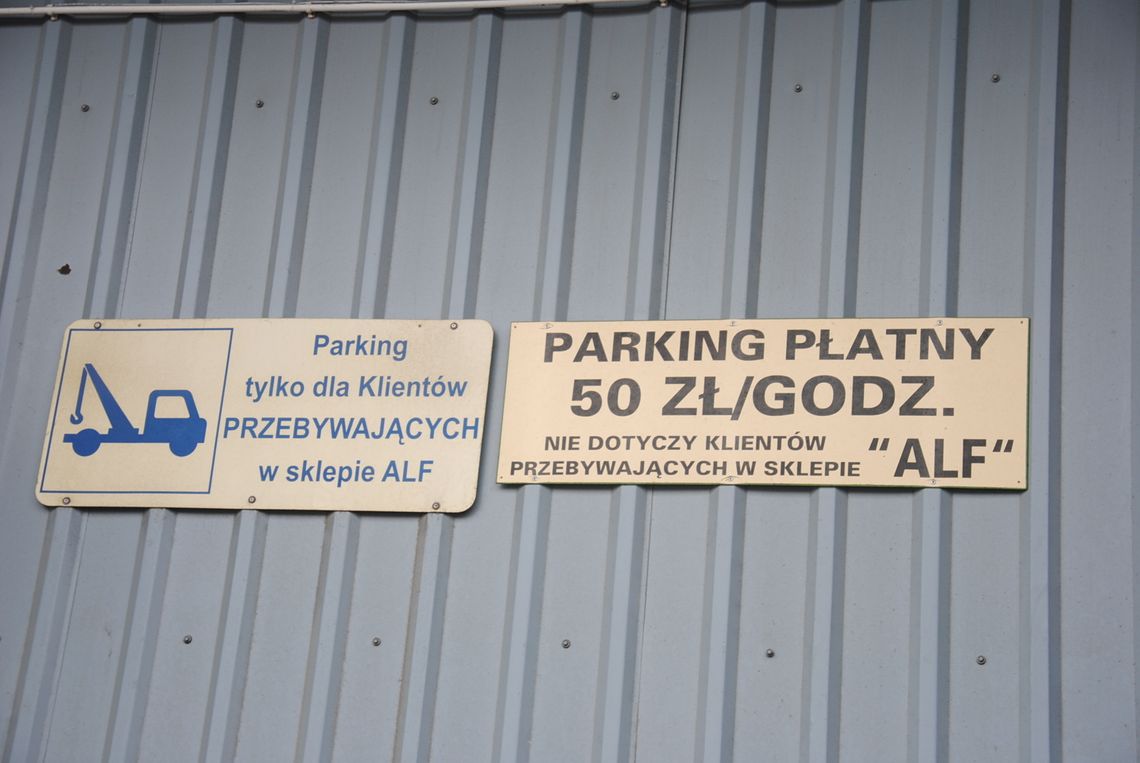 Parking
tylko dla Klientów
PRZEBYWAJĄCYCH
w sklepie ALF
PARKING PŁATNY
50 ZŁ/GODZ.
NIE DOTYCZY KLIENTÓW
PRZEBYWAJĄCYCH W SKLEPIE “ALF“